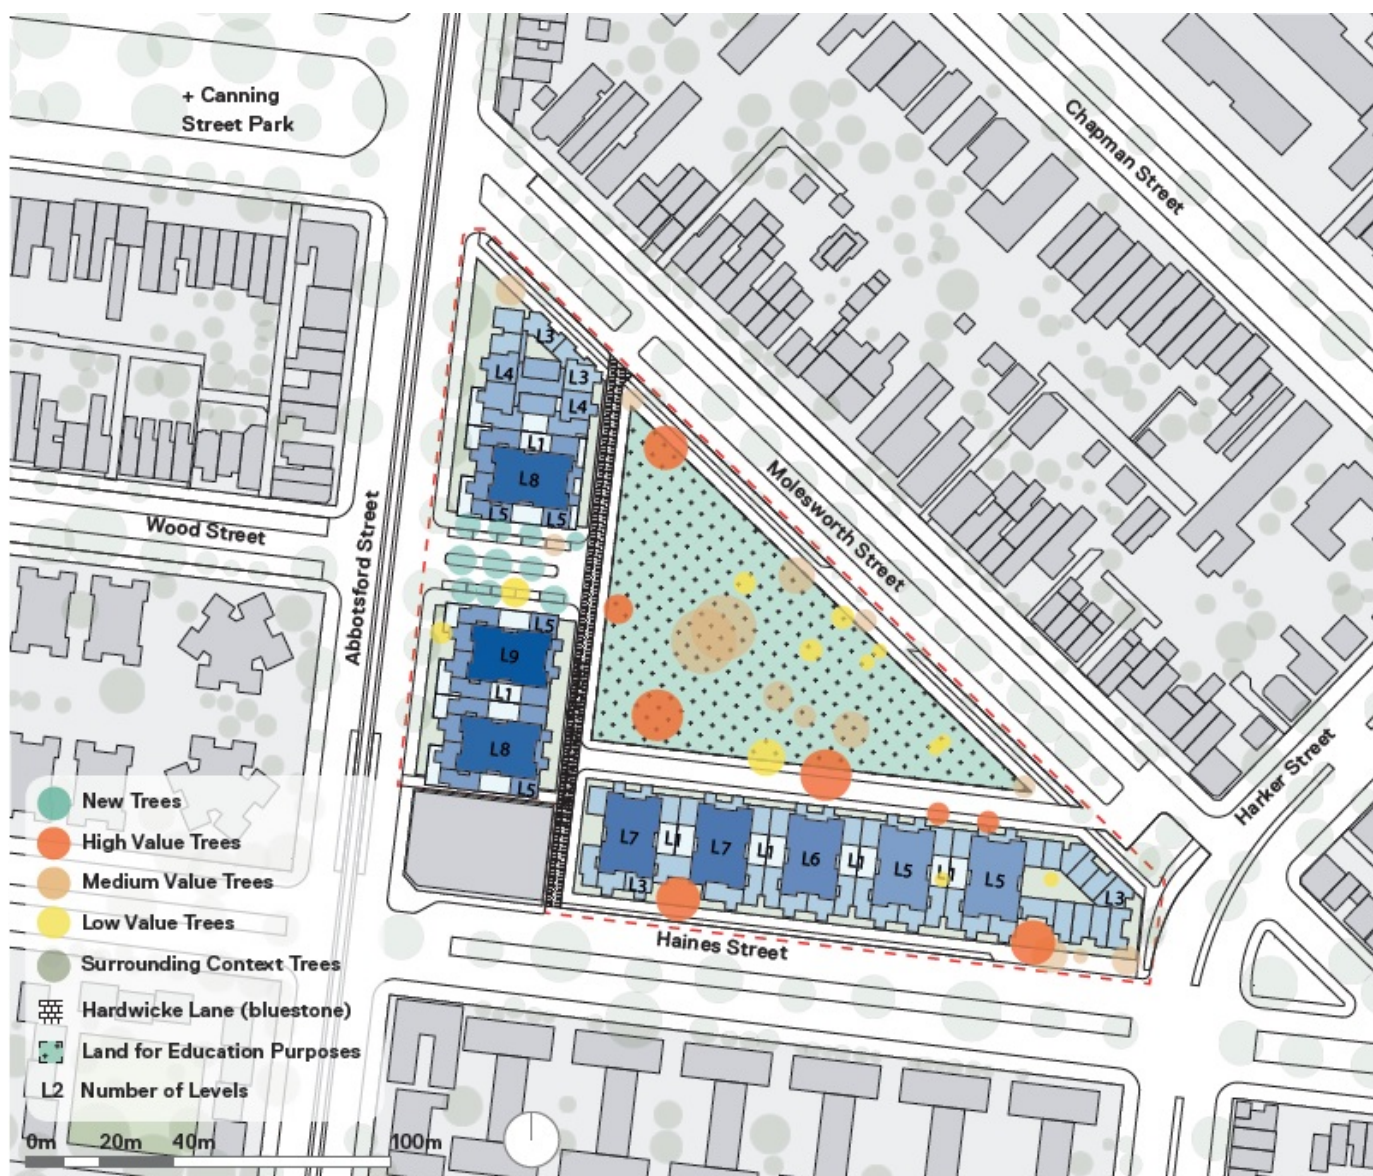 + Canning
Street Park
Chapman Street
L3
L4
L3
L4
L1
L8
L5
L5
Wood Street
Abbotsford Street
Molesworth Street
L5
L9
L1
L8
L5
Harker Street
L7
L1
L7
L1
L6
L1
L5
L1
L5
L3
L3
Haines Street
New Trees
High Value Trees
Medium Value Trees
Low Value Trees
Surrounding Context Trees
Hardwicke Lane (bluestone)
Land for Education Purposes
L2 Number of Levels
0m 20m 40m 100m